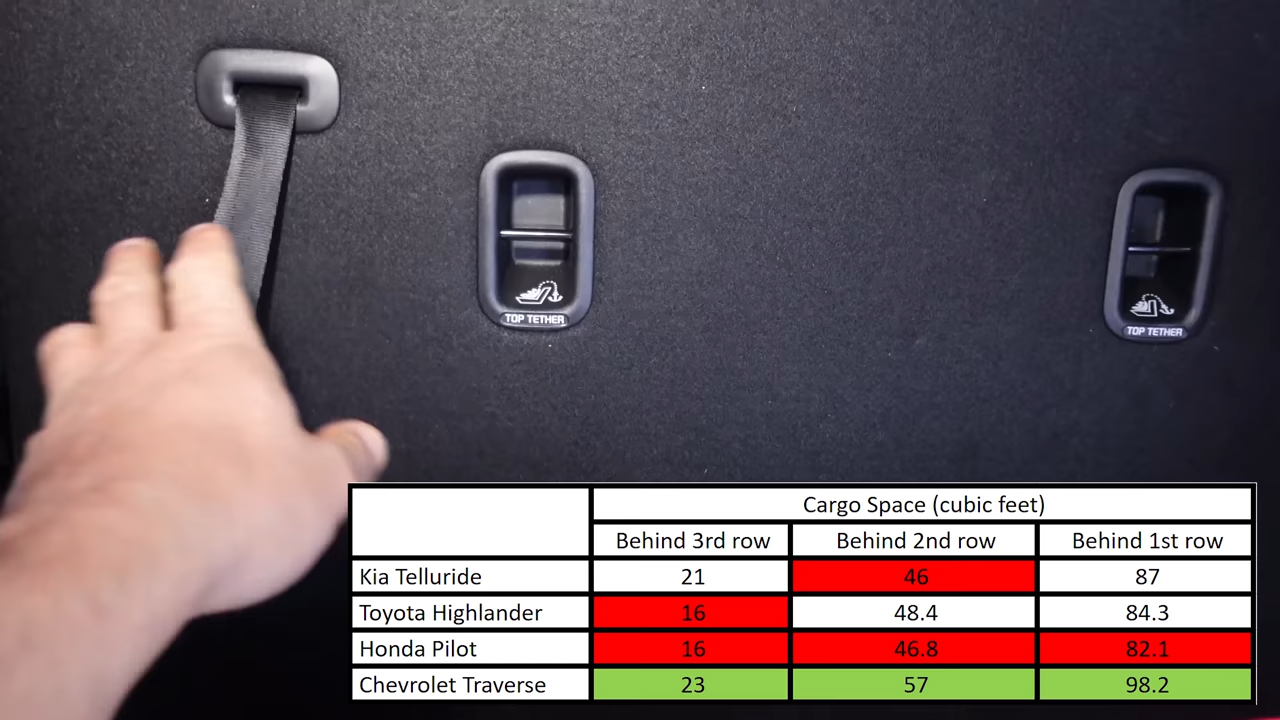 TOP TETHER
TOP TETHER
Cargo Space (cubic feet)
Behind 3rd row Behind 2nd row Behind 1st row
Kia Telluride 21 46 87
Toyota Highlander 16 48.4 84.3
Honda Pilot 16 46.8 82.1
Chevrolet Traverse 23 57 98.2